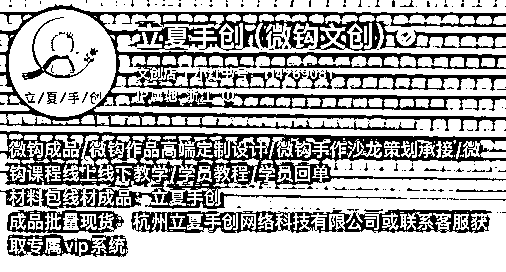 立/夏/手/创
立夏手创（微钩文创）
文创店 小红书号：
IP属地：浙江
微钩成品/微钩作品高端定制设计/微钩手作沙龙策划承接/微
钩课程线上线下教学/学员教程/学员回单
材料包线材成品：立夏手创
成品批量现货：杭州立夏手创网络科技有限公司或联系客服获
取专属vip系统